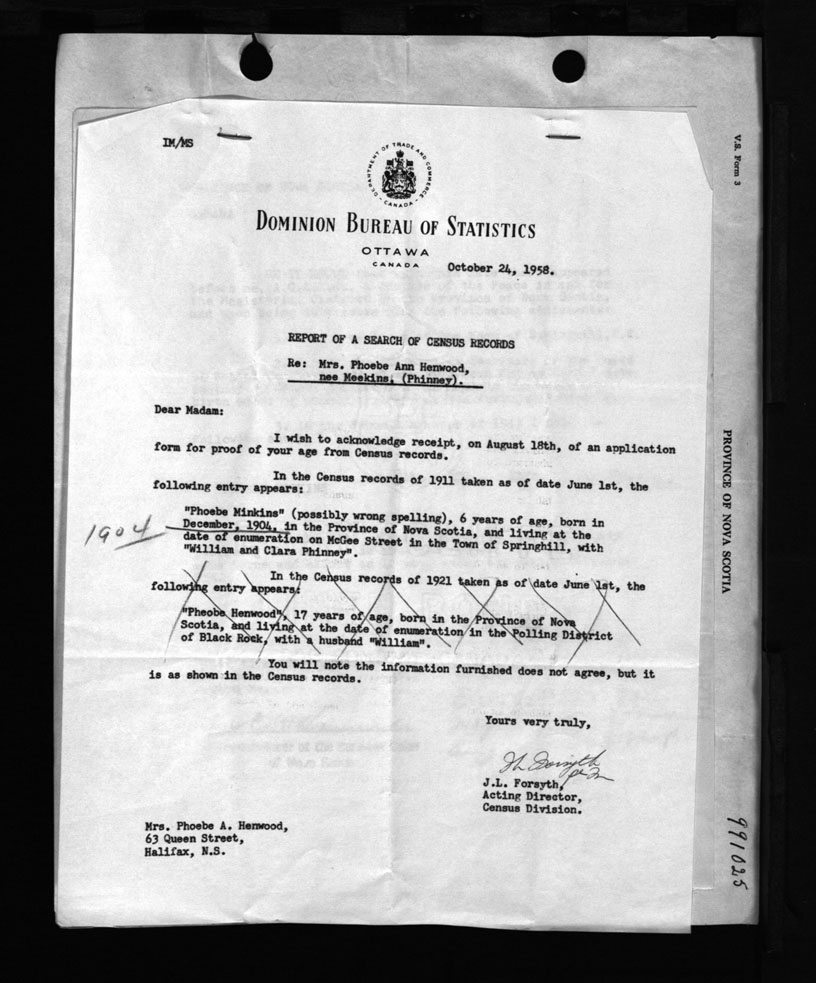 IM/MS
DEPARTMENT OF TRADE AND COMMERCE
CANADA
DOMINION BUREAU OF STATISTICS
OTTAWA
CANADA
October 24, 1958.
REPORT OF A SEARCH OF CENSUS RECORDS
Re: Mrs. Phoebe Ann Henwood,
nee Meekins, (Phinney).
Dear Madam:
I wish to acknowledge receipt, on August 18th, of an application
form for proof of your age from Census records.
In the Census records of 1911 taken as of date June 1st, the
following entry appears:
"Phoebe Minkins" (possibly wrong spelling), 6 years of age, born in
December, 1904, in the Province of Nova Scotia, and living at the
date of enumeration on McGee Street in the Town of Springhill, with
"William and Clara Phinney".
1904
In the Census records of 1921 taken as of date June 1st, the
following entry appears:
"Pheobe Henwood", 17 years of age, born in the Province of Nova
Scotia, and living at the date of enumeration in the Polling District
of Black Rock, with a husband "William".
You will note the information furnished does not agree, but it
is as shown in the Census records.
Yours very truly,
J.L. Forsyth,
Acting Director,
Census Division.
Mrs. Phoebe A. Henwood,
63 Queen Street,
Halifax, N.S.
V.S. Form 3
PROVINCE OF NOVA SCOTIA
991025